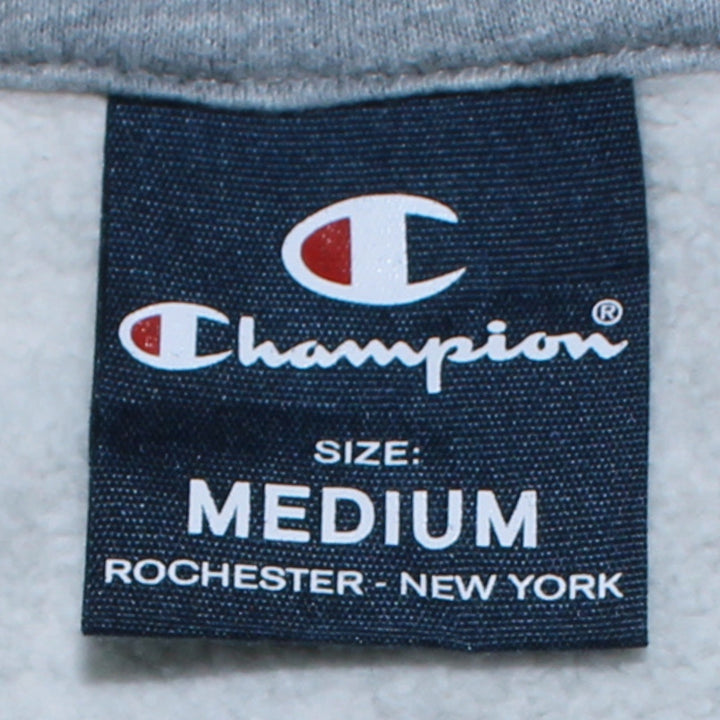 C
Champion®
SIZE:
MEDIUM
ROCHESTER - NEW YORK